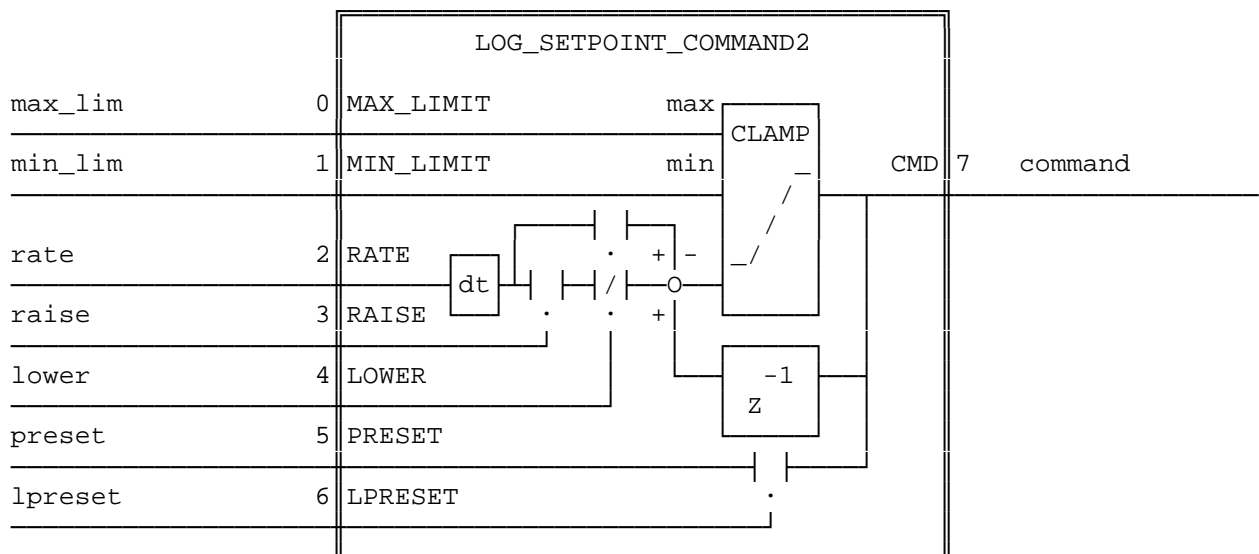 LOG_SETPOINT_COMMAND2
max_lim 0 MAX_LIMIT max
CLAMP
min_lim 1 MIN_LIMIT min CMD 7 command
rate 2 RATE + -
dt
raise 3 RAISE +
lower 4 LOWER -1
Z
preset 5 PRESET
lpreset 6 LPRESET